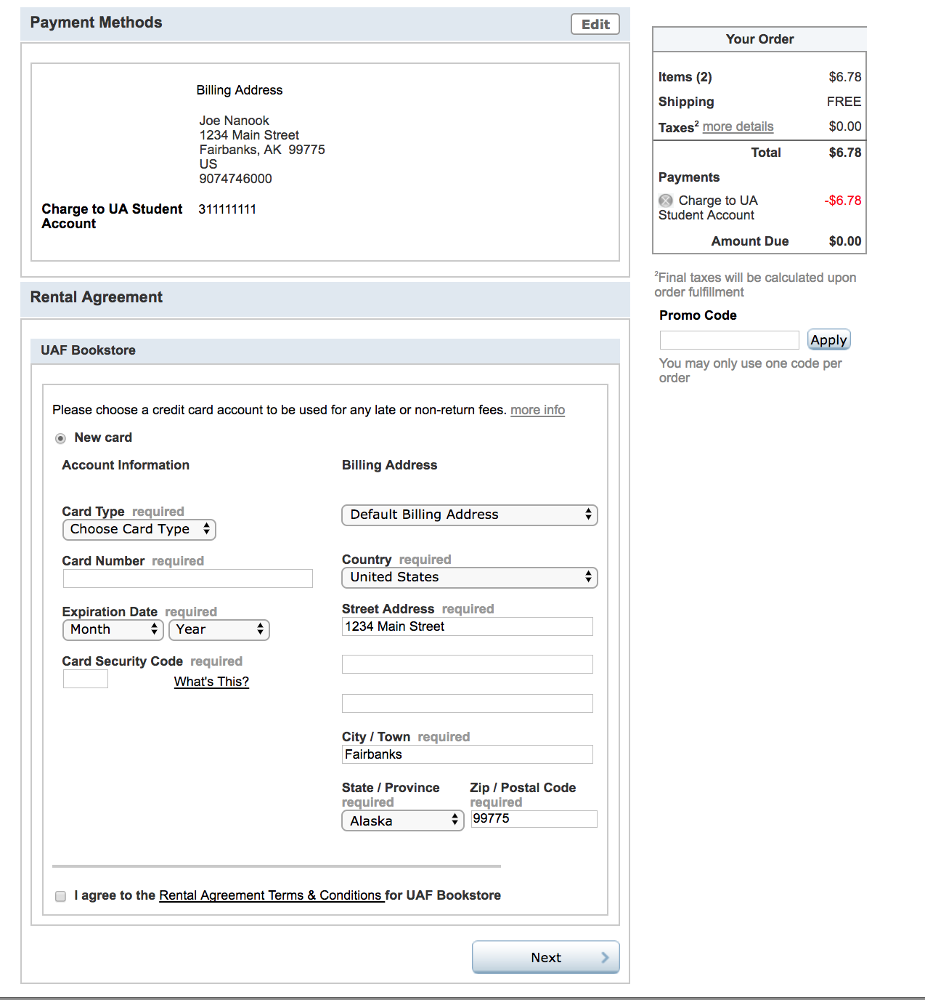 Payment Methods
Edit
Billing Address
Joe Nanook
1234 Main Street
Fairbanks, AK  99775
US
9074746000
Charge to UA Student Account
311111111
Rental Agreement
UAF Bookstore
Please choose a credit card account to be used for any late or non-return fees. more info
New card
Account Information
Card Type required
Choose Card Type
Card Number required
Expiration Date required
Month Year
Card Security Code required
What's This?
Billing Address
Default Billing Address
Country required
United States
Street Address required
1234 Main Street
City / Town required
Fairbanks
State / Province required
Alaska
Zip / Postal Code required
99775
I agree to the Rental Agreement Terms & Conditions for UAF Bookstore
Next
Your Order
Items (2) $6.78
Shipping FREE
Taxes² more details $0.00
Total $6.78
Payments
Charge to UA Student Account -$6.78
Amount Due $0.00
²Final taxes will be calculated upon
order fulfillment
Promo Code
Apply
You may only use one code per
order